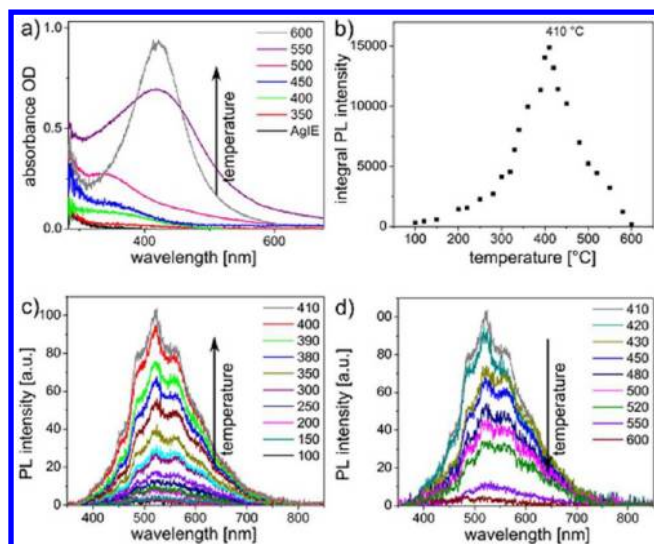 a)
600
550
500
450
400
350
AgIE
temperature
absorbance OD
1.0
0.5
0.0
400
600
wavelength [nm]
b)
410 °C
15000
10000
5000
0
integral PL intensity
0 100 200 300 400 500 600
temperature [°C]
c)
410
400
390
380
350
300
250
200
150
100
temperature
PL intensity [a.u.]
100
80
60
40
20
0
400 500 600 700 800
wavelength [nm]
d)
410
420
430
450
480
500
520
550
600
temperature
PL intensity [a.u.]
00
80
60
40
20
0
400 500 600 700 800
wavelength [nm]